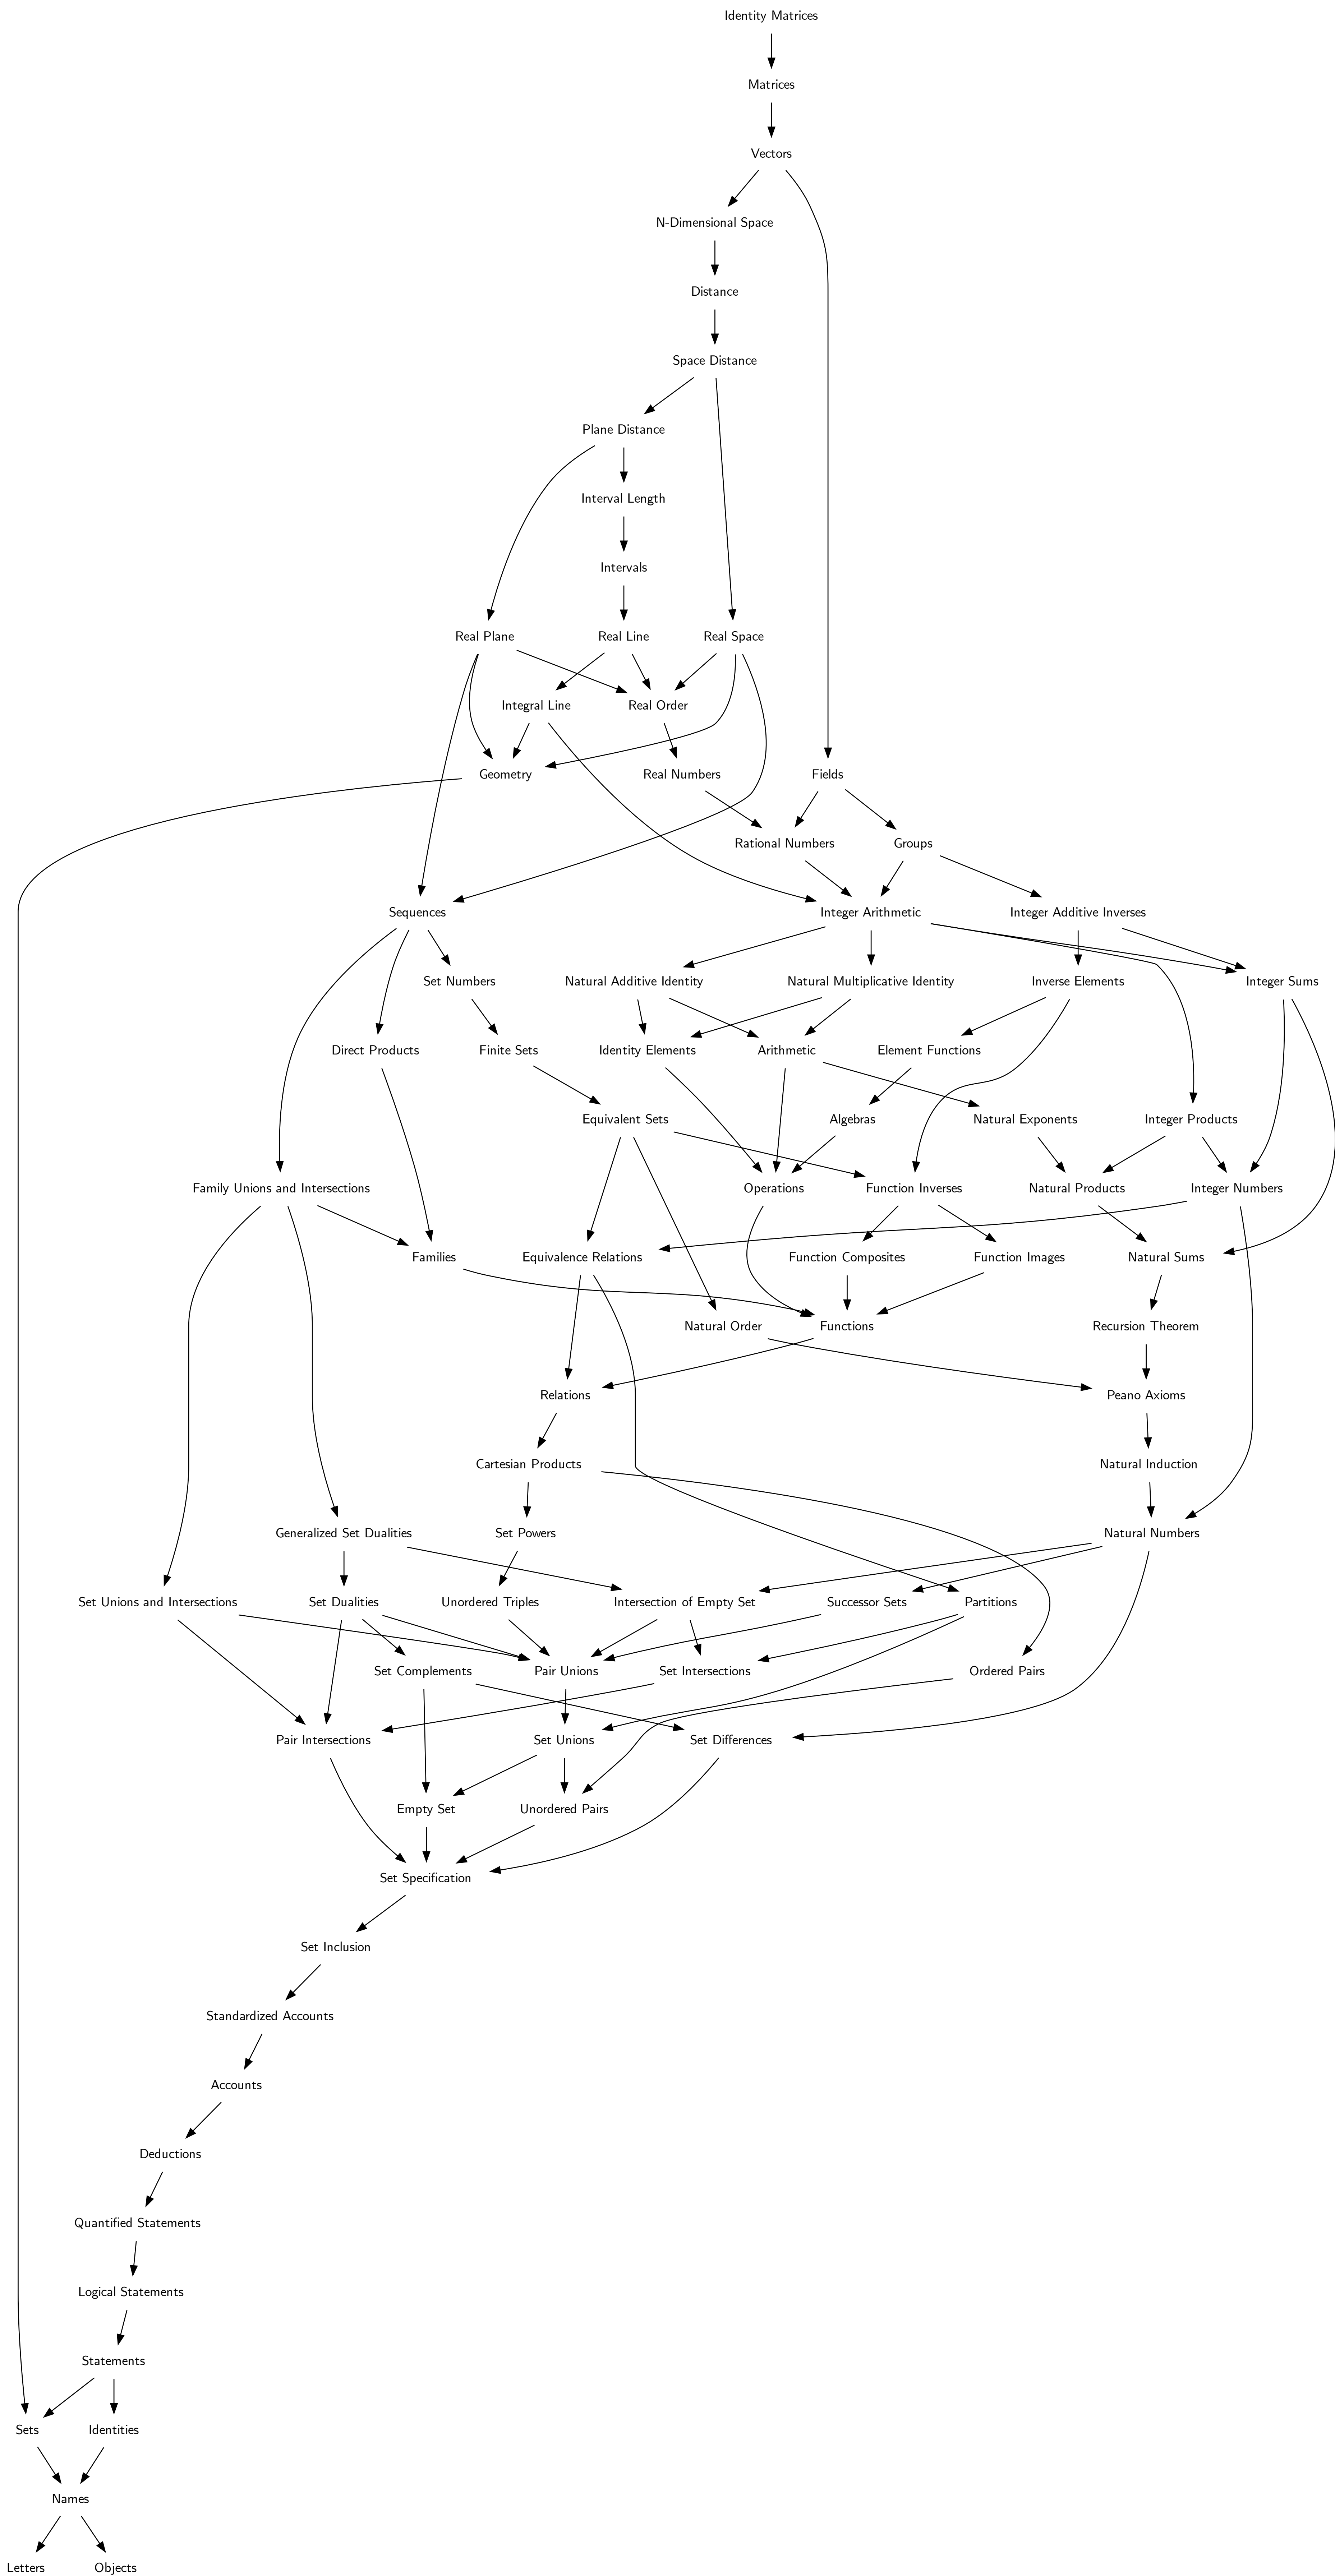 Identity Matrices
Matrices
Vectors
N-Dimensional Space
Distance
Space Distance
Plane Distance
Interval Length
Intervals
Real Plane
Real Line
Real Space
Integral Line
Real Order
Geometry
Real Numbers
Fields
Rational Numbers
Groups
Sequences
Integer Arithmetic
Integer Additive Inverses
Set Numbers
Natural Additive Identity
Natural Multiplicative Identity
Inverse Elements
Integer Sums
Direct Products
Finite Sets
Identity Elements
Arithmetic
Element Functions
Equivalent Sets
Algebras
Natural Exponents
Integer Products
Family Unions and Intersections
Operations
Function Inverses
Natural Products
Integer Numbers
Families
Equivalence Relations
Function Composites
Function Images
Natural Sums
Natural Order
Functions
Recursion Theorem
Relations
Peano Axioms
Cartesian Products
Natural Induction
Generalized Set Dualities
Set Powers
Natural Numbers
Set Unions and Intersections
Set Dualities
Unordered Triples
Intersection of Empty Set
Successor Sets
Partitions
Set Complements
Pair Unions
Set Intersections
Ordered Pairs
Pair Intersections
Set Unions
Set Differences
Empty Set
Unordered Pairs
Set Specification
Set Inclusion
Standardized Accounts
Accounts
Deductions
Quantified Statements
Logical Statements
Statements
Sets
Identities
Names
Letters
Objects